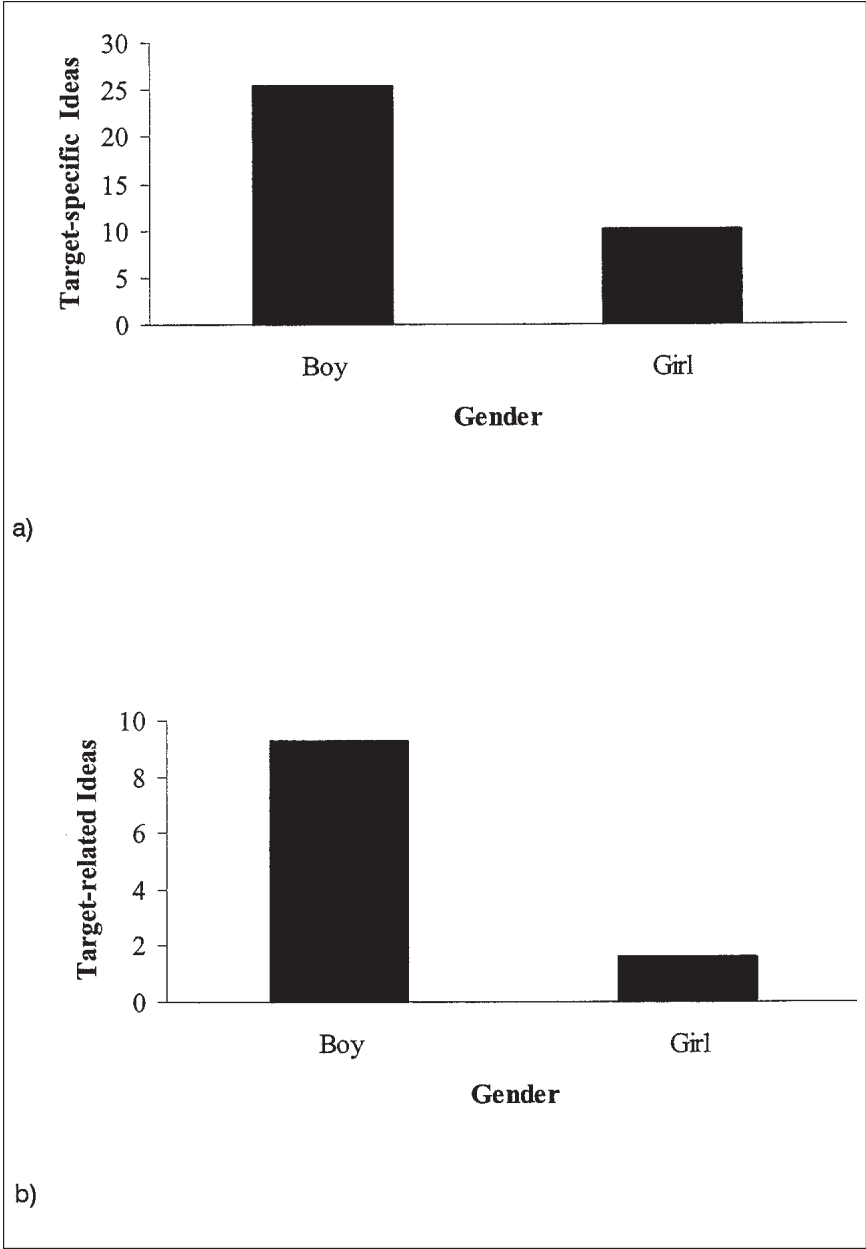 Target-specific Ideas
30
25
20
15
10
5
0
Boy Girl
Gender
a)
Target-related Ideas
10
8
6
4
2
0
Boy Girl
Gender
b)